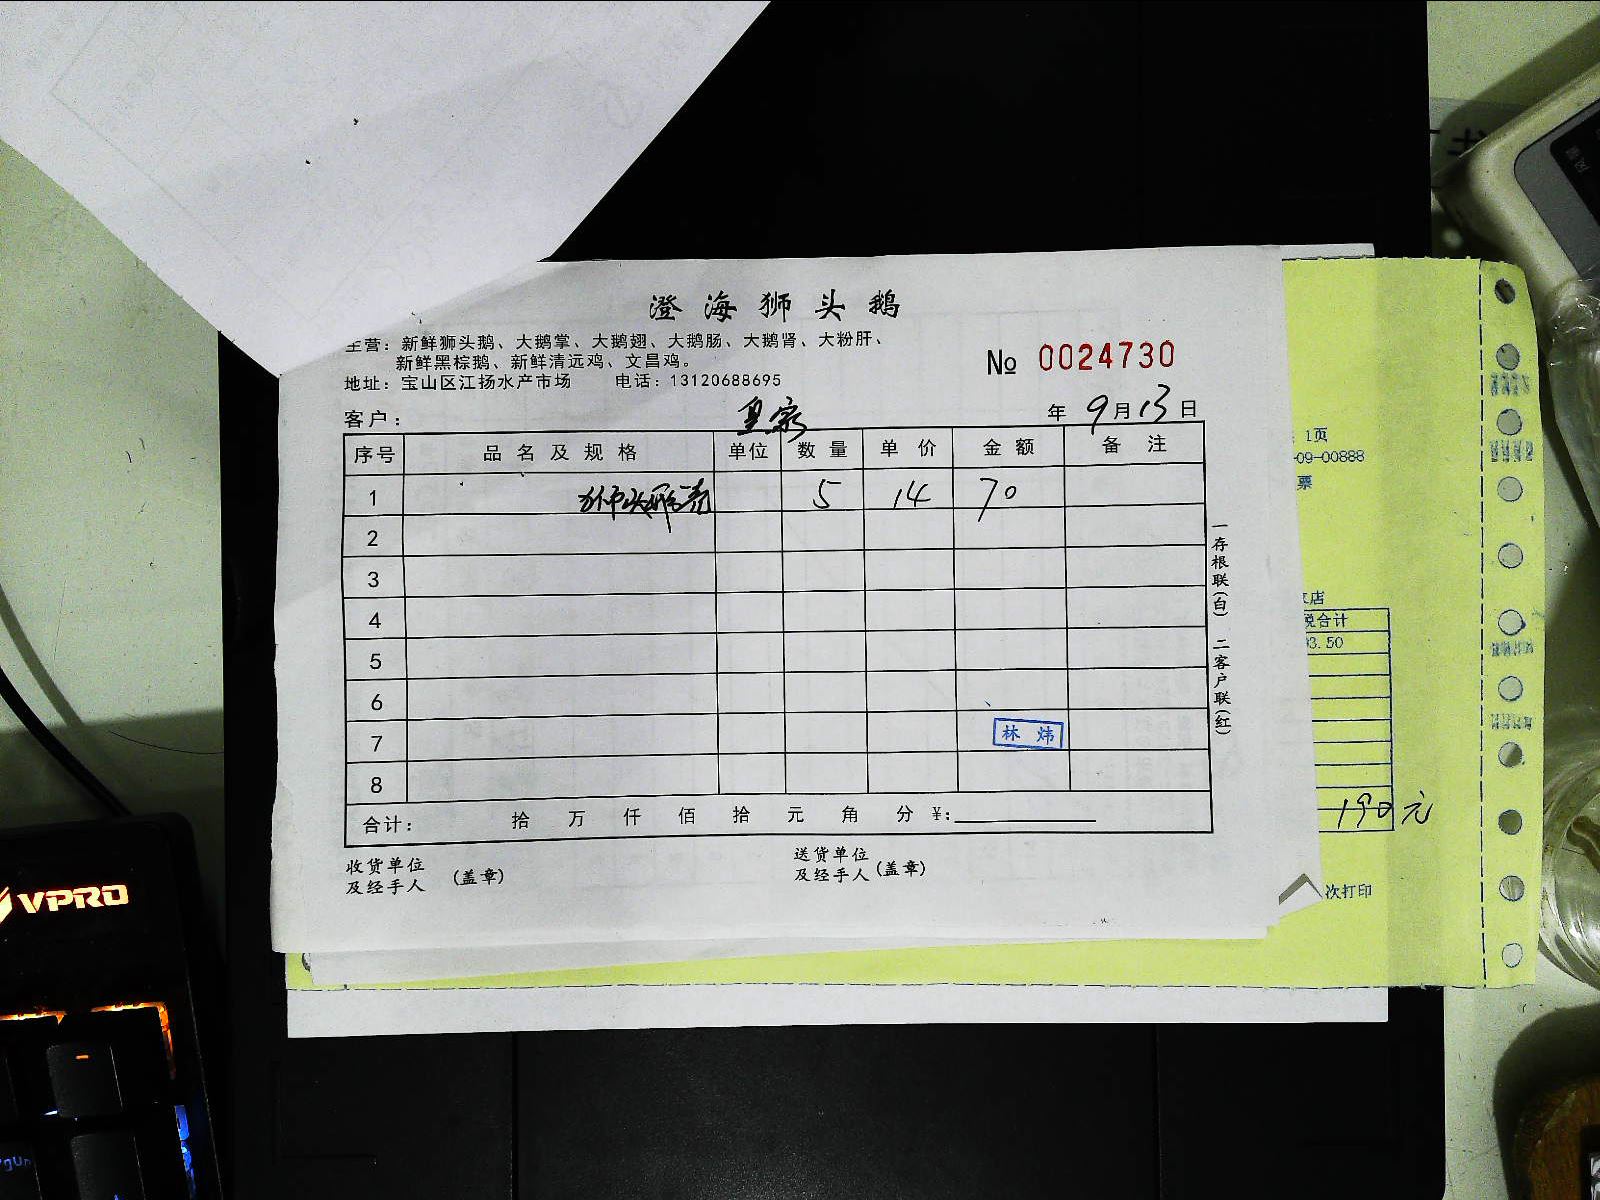 澄海狮头鹅
主营：新鲜狮头鹅、大鹅掌、大鹅翅、大鹅肠、大鹅肾、大粉肝、
新鲜黑棕鹅、新鲜清远鸡、文昌鸡。
地址：宝山区江扬水产市场 电话：13120688695
№ 0024730
客户： 皇家 年 9月13日
序号 品名及规格 单位 数量 单价 金额 备注
1 狮头鹅壳 5 14 70
2
3
4
5
6
7 林炜
8
合计： 拾 万 仟 佰 拾 元 角 分 ¥:
收货单位
及经手人 (盖章)
送货单位
及经手人 (盖章)
一存根联(白) 二客户联(红)
1页
-09-00888
票
店
税合计
3.50
190元
次打印
VPRO